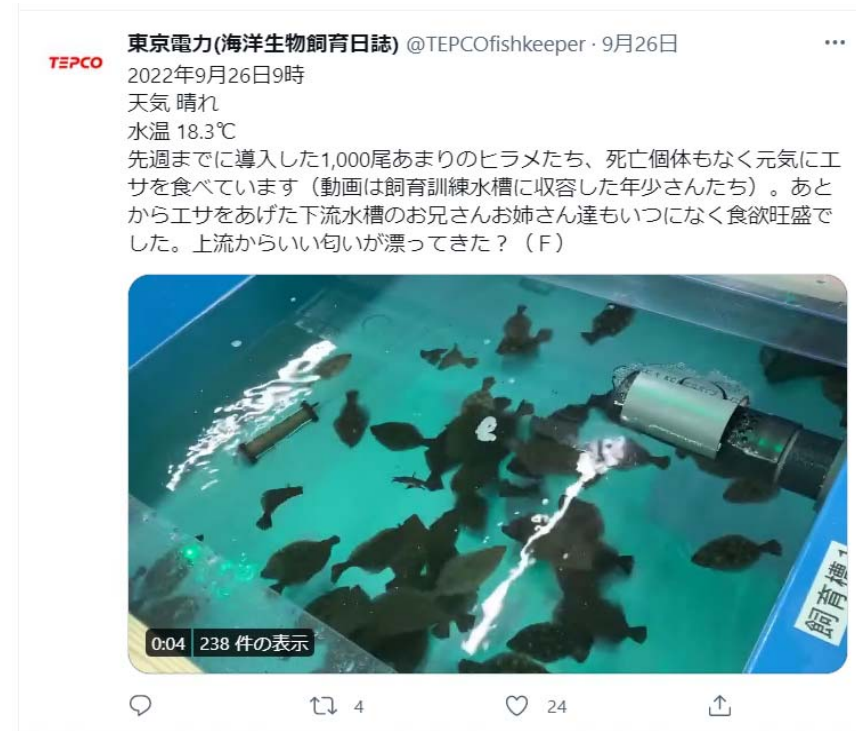 東京電力(海洋生物飼育日誌) @TEPCOfishkeeper · 9月26日
TEPCO
2022年9月26日9時
天気 晴れ
水温 18.3℃
先週までに導入した1,000尾あまりのヒラメたち、死亡個体もなく元気にエ
サを食べています（動画は飼育訓練水槽に収容した年少さんたち）。あと
からエサをあげた下流水槽のお兄さんお姉さん達もいつになく食欲旺盛で
した。上流からいい匂いが漂ってきた？（Ｆ）
飼育槽1
0:04 238 件の表示
4 24